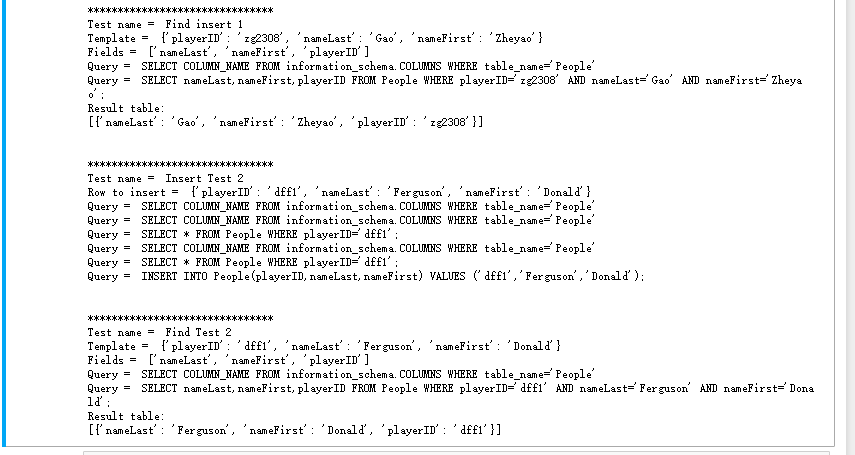 *******************************
Test name =  Find insert 1
Template =  {'playerID': 'zg2308', 'nameLast': 'Gao', 'nameFirst': 'Zheyao'}
Fields =  ['nameLast', 'nameFirst', 'playerID']
Query =  SELECT COLUMN_NAME FROM information_schema.COLUMNS WHERE table_name='People'
Query =  SELECT nameLast,nameFirst,playerID FROM People WHERE playerID='zg2308' AND nameLast='Gao' AND nameFirst='Zheya
o';
Result table:
[{'nameLast': 'Gao', 'nameFirst': 'Zheyao', 'playerID': 'zg2308'}]
*******************************
Test name =  Insert Test 2
Row to insert =  {'playerID': 'dff1', 'nameLast': 'Ferguson', 'nameFirst': 'Donald'}
Query =  SELECT COLUMN_NAME FROM information_schema.COLUMNS WHERE table_name='People'
Query =  SELECT COLUMN_NAME FROM information_schema.COLUMNS WHERE table_name='People'
Query =  SELECT * FROM People WHERE playerID='dff1';
Query =  SELECT COLUMN_NAME FROM information_schema.COLUMNS WHERE table_name='People'
Query =  SELECT * FROM People WHERE playerID='dff1';
Query =  INSERT INTO People(playerID,nameLast,nameFirst) VALUES ('dff1','Ferguson','Donald');
*******************************
Test name =  Find Test 2
Template =  {'playerID': 'dff1', 'nameLast': 'Ferguson', 'nameFirst': 'Donald'}
Fields =  ['nameLast', 'nameFirst', 'playerID']
Query =  SELECT COLUMN_NAME FROM information_schema.COLUMNS WHERE table_name='People'
Query =  SELECT nameLast,nameFirst,playerID FROM People WHERE playerID='dff1' AND nameLast='Ferguson' AND nameFirst='Dona
ld';
Result table:
[{'nameLast': 'Ferguson', 'nameFirst': 'Donald', 'playerID': 'dff1'}]